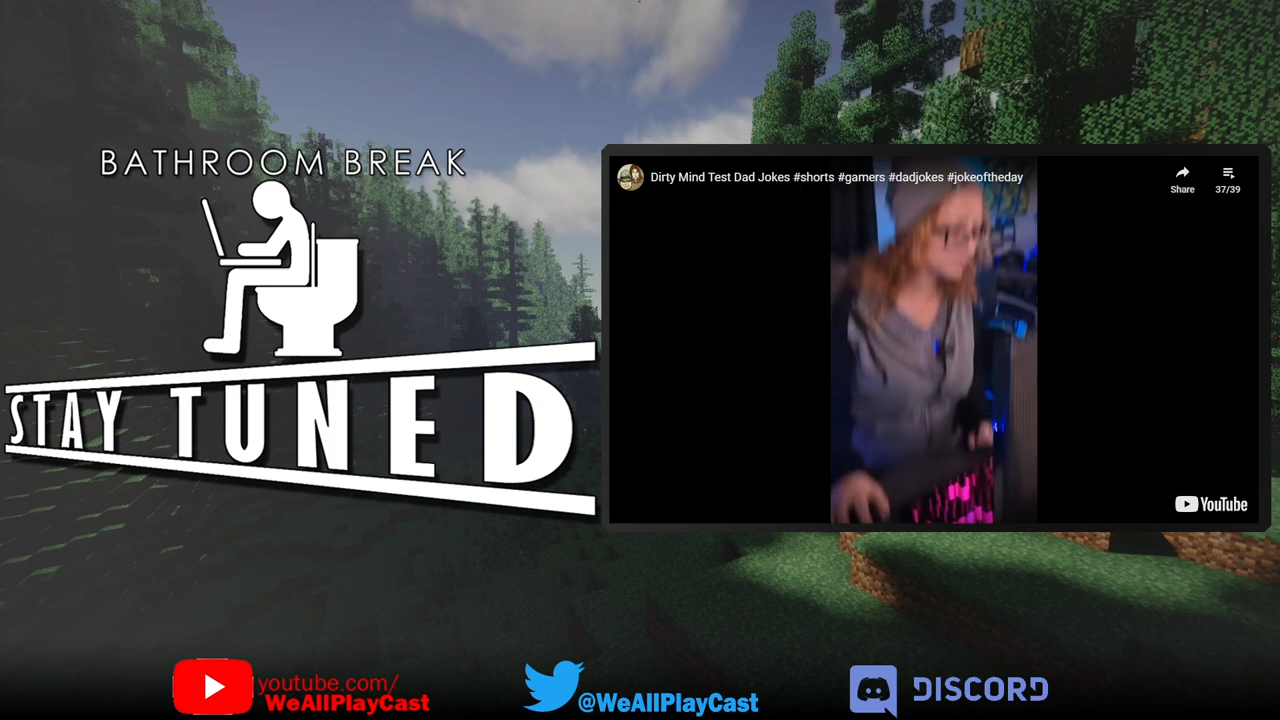 BATHROOM BREAK
STAY TUNED
Dirty Mind Test Dad Jokes #shorts #gamers #dadjokes #jokeoftheday
Share
37/39
YouTube
youtube.com/
WeAllPlayCast
@WeAllPlayCast
DISCORD